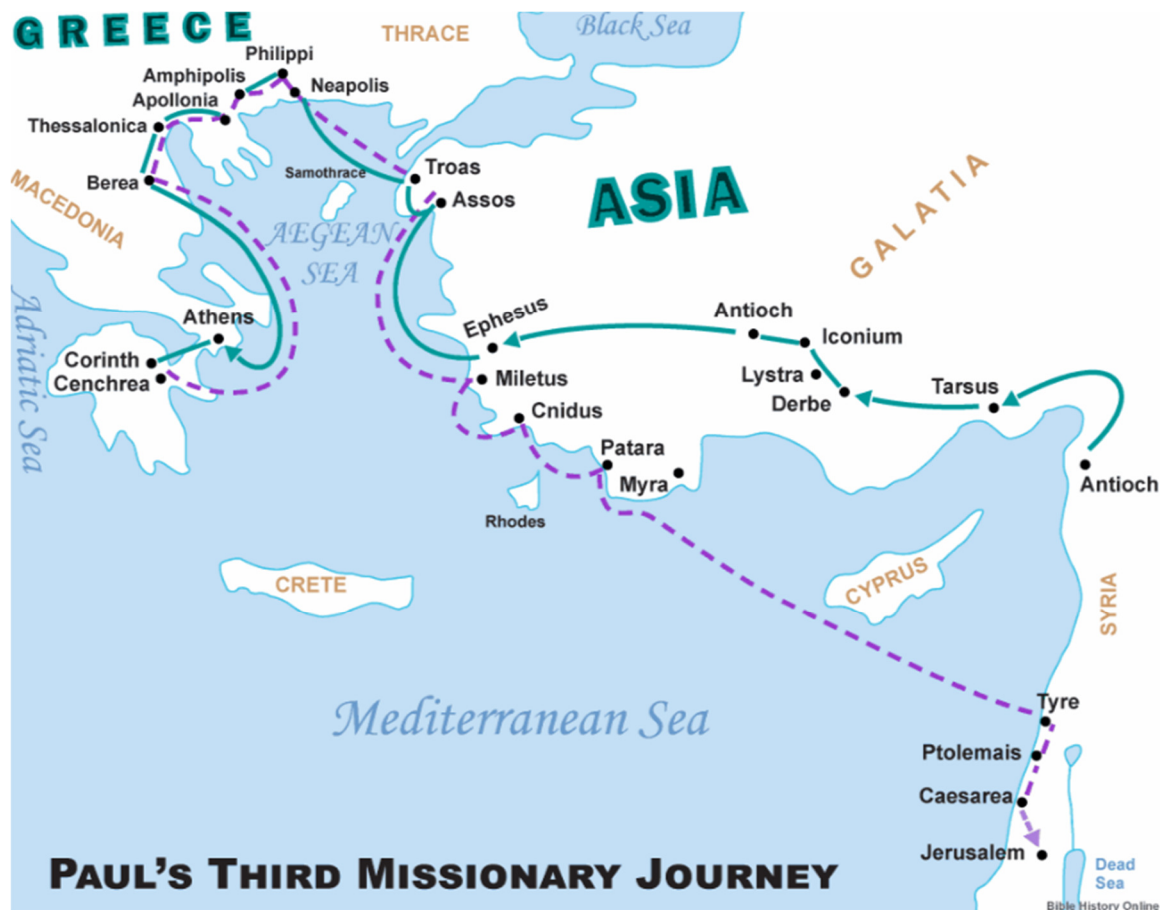 GREECE
THRACE
Black Sea
Philippi
Amphipolis
Neapolis
Apollonia
Thessalonica
Samothrace
Troas
Berea
Assos
MACEDONIA
ASIA
GALATIA
AEGEAN
SEA
Adriatic Sea
Athens
Ephesus
Antioch
Iconium
Corinth
Cenchrea
Miletus
Lystra
Derbe
Tarsus
Cnidus
Patara
Myra
Antioch
Rhodes
CRETE
CYPRUS
SYRIA
Mediterranean Sea
Tyre
Ptolemais
Caesarea
Jerusalem
Dead
Sea
PAUL'S THIRD MISSIONARY JOURNEY
Bible History Online